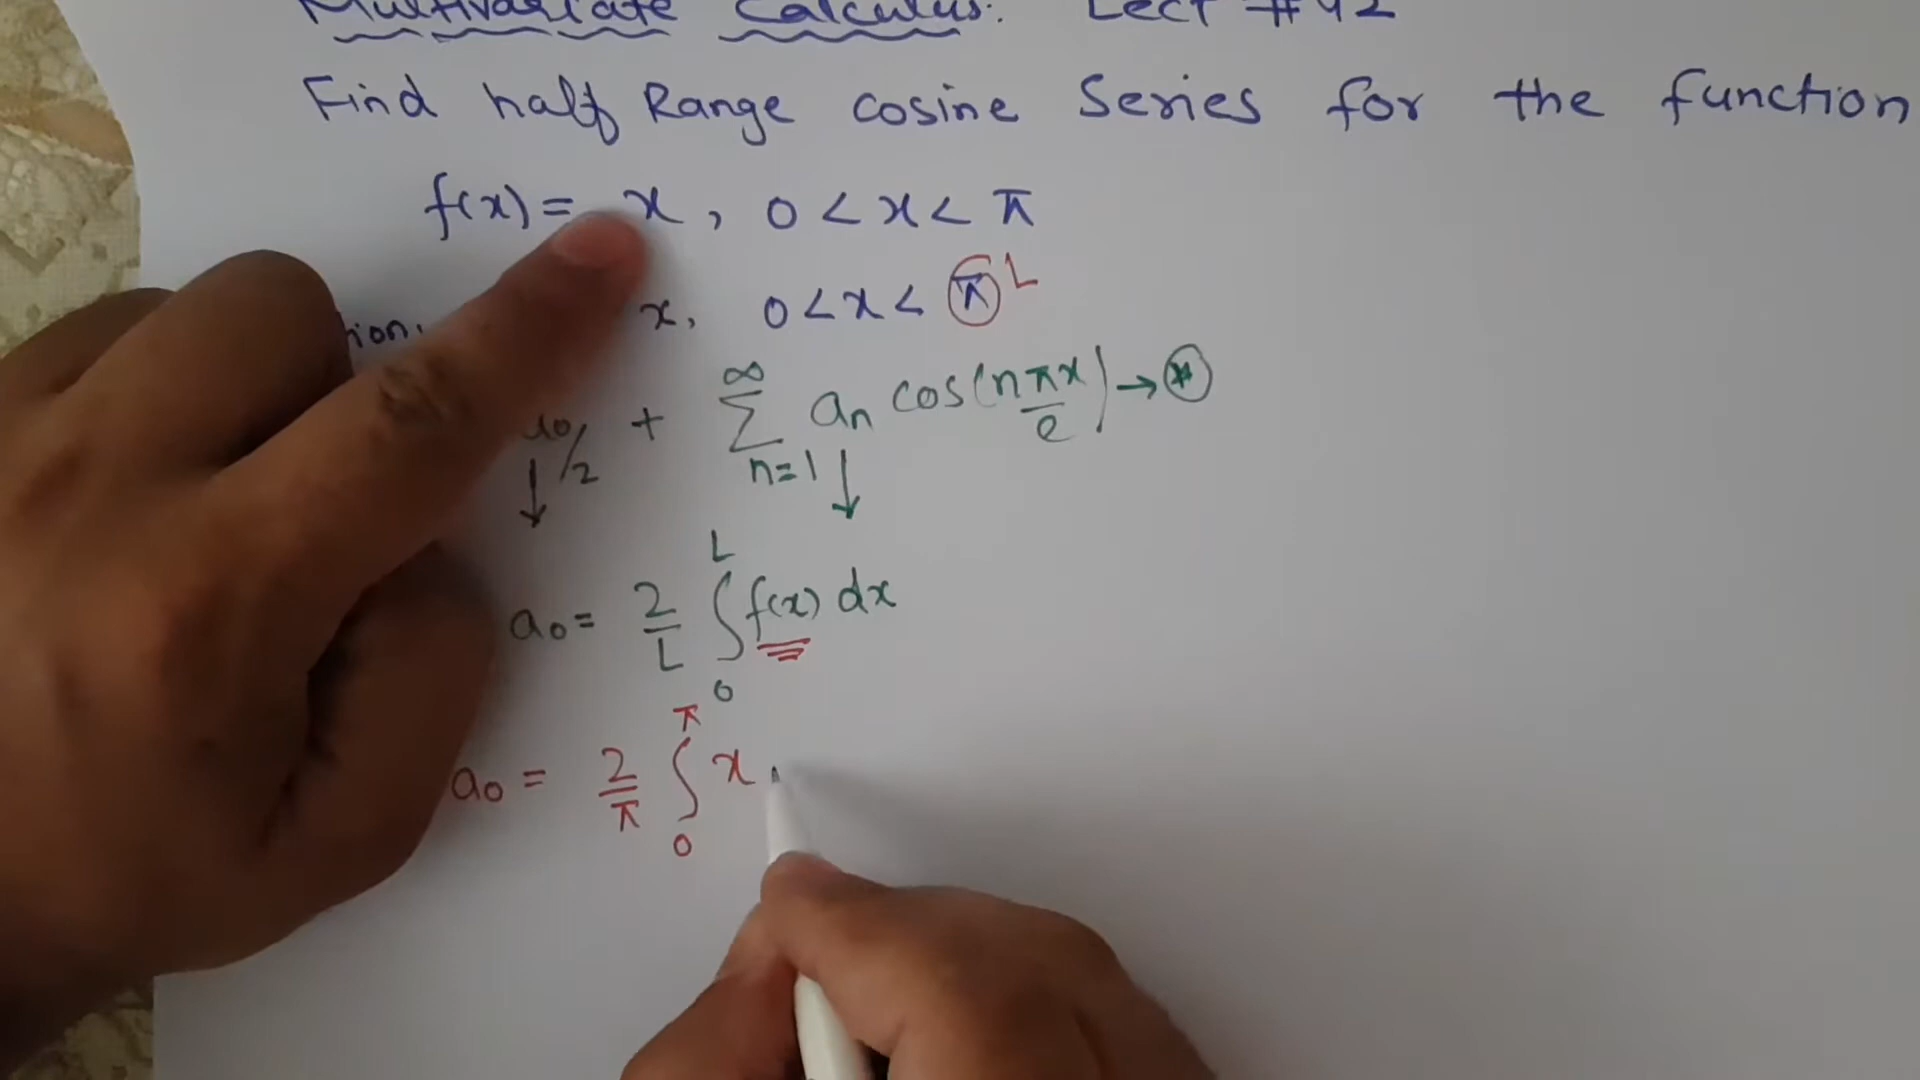 Multivariate Calculus. Lect #42
Find half Range cosine Series for the function
f(x) = x, 0 < x < π
x, 0 < x < π L
a0/2 + ∞ Σ n=1 an cos(nπx/l) → *
a0 = 2/L ∫ L 0 f(x) dx
a0 = 2/π ∫ π 0 x